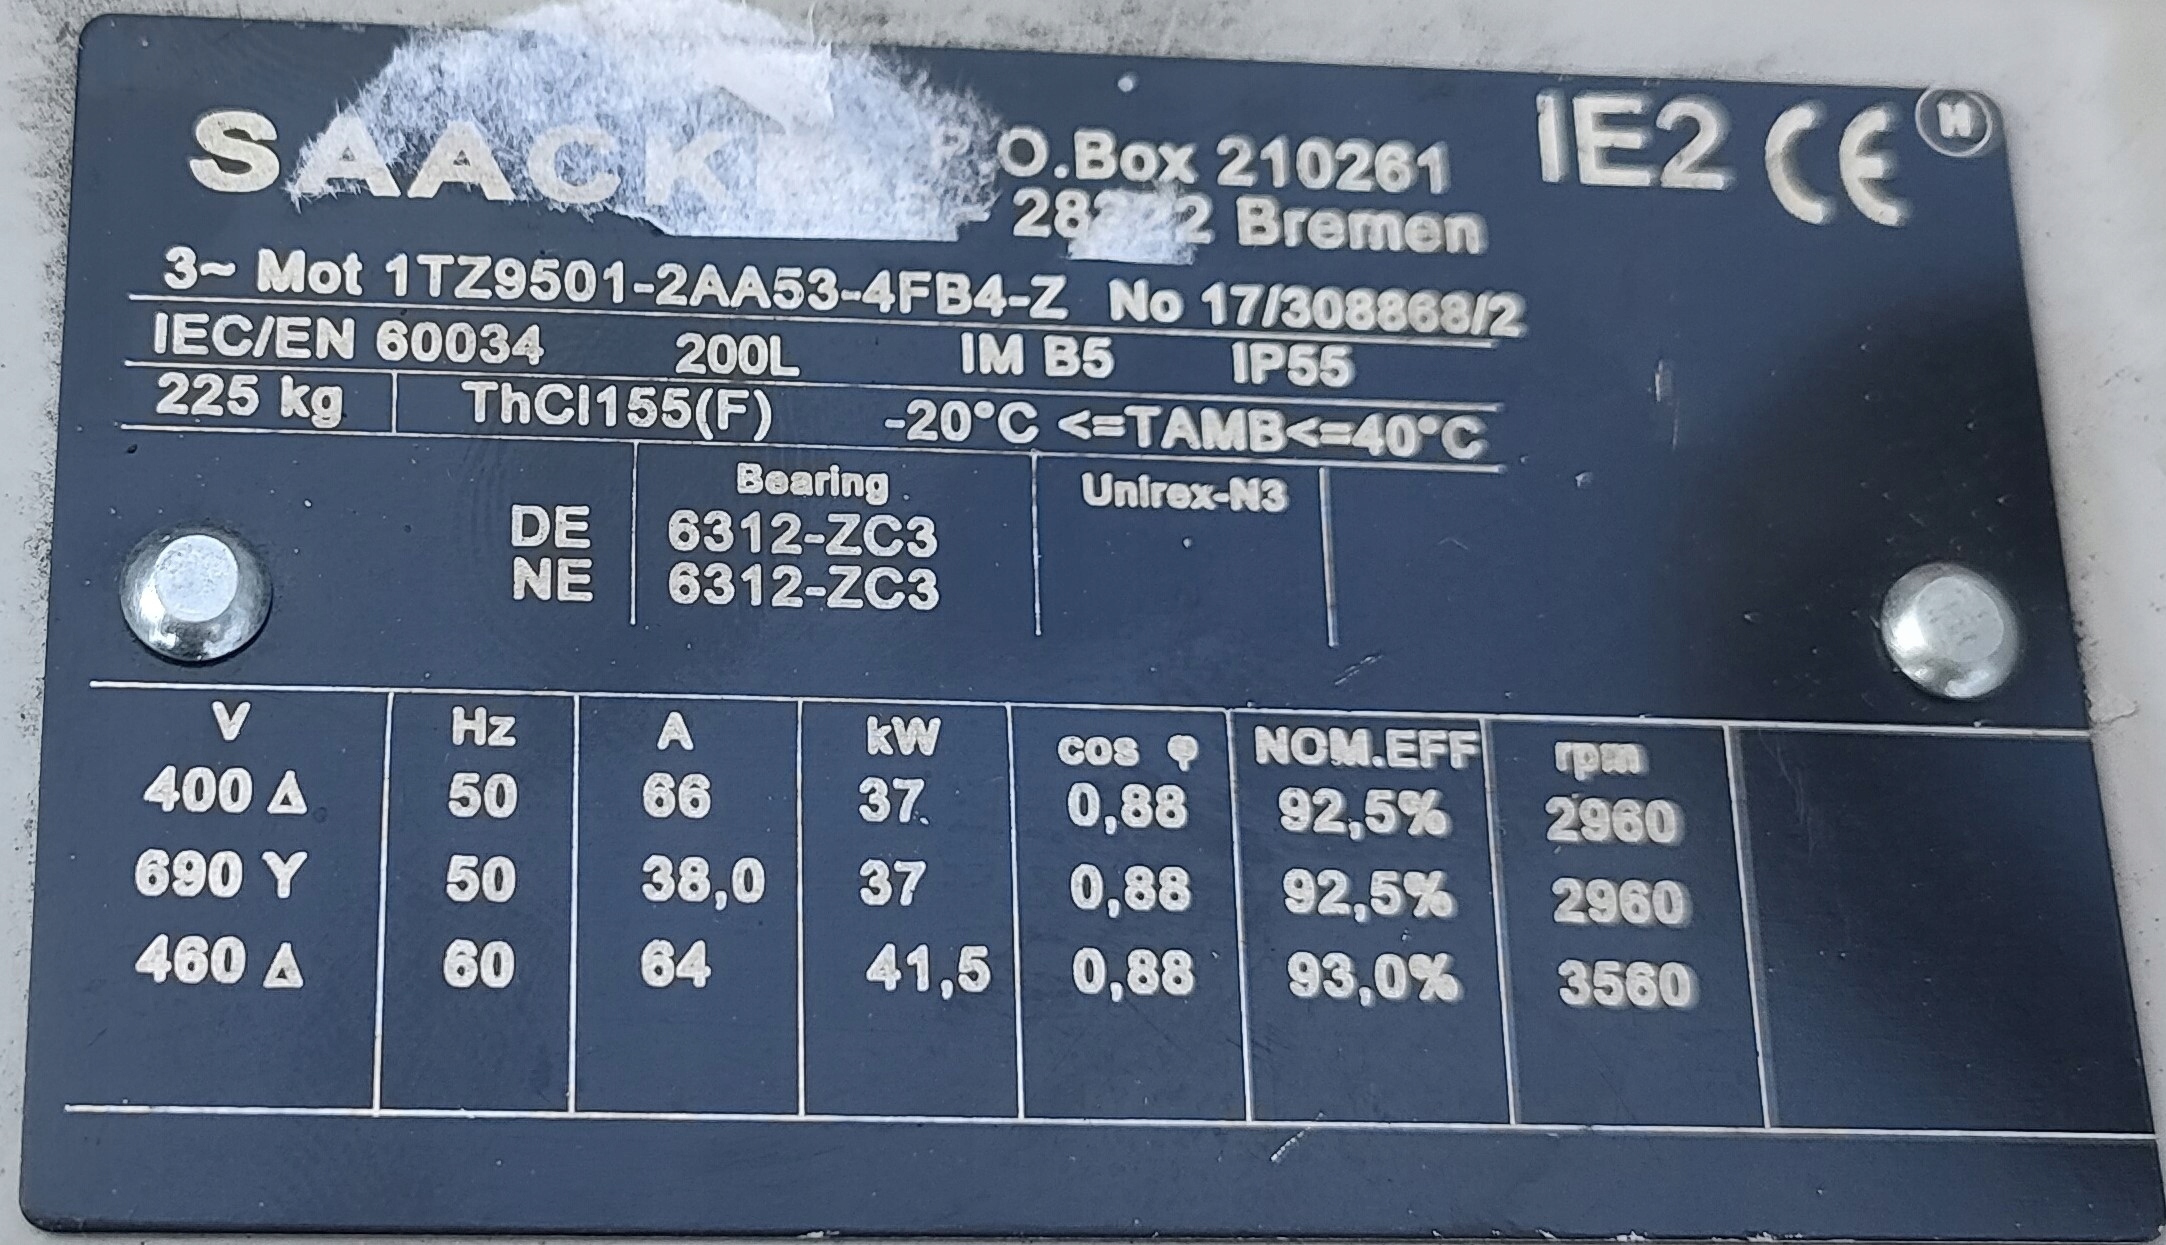 SAACK P.O.Box 210261
Bremen
IE2 CE
3~ Mot 1TZ9501-2AA53-4FB4-Z No 17/308868/2
IEC/EN 60034 200L IM B5 IP55
225 kg ThCl155(F) -20°C <=TAMB<=40°C
Bearing Unirex-N3
DE 6312-ZC3
NE 6312-ZC3
V Hz A kW cos φ NOM.EFF rpm
400 Δ 50 66 37 0,88 92,5% 2960
690 Y 50 38,0 37 0,88 92,5% 2960
460 Δ 60 64 41,5 0,88 93,0% 3560